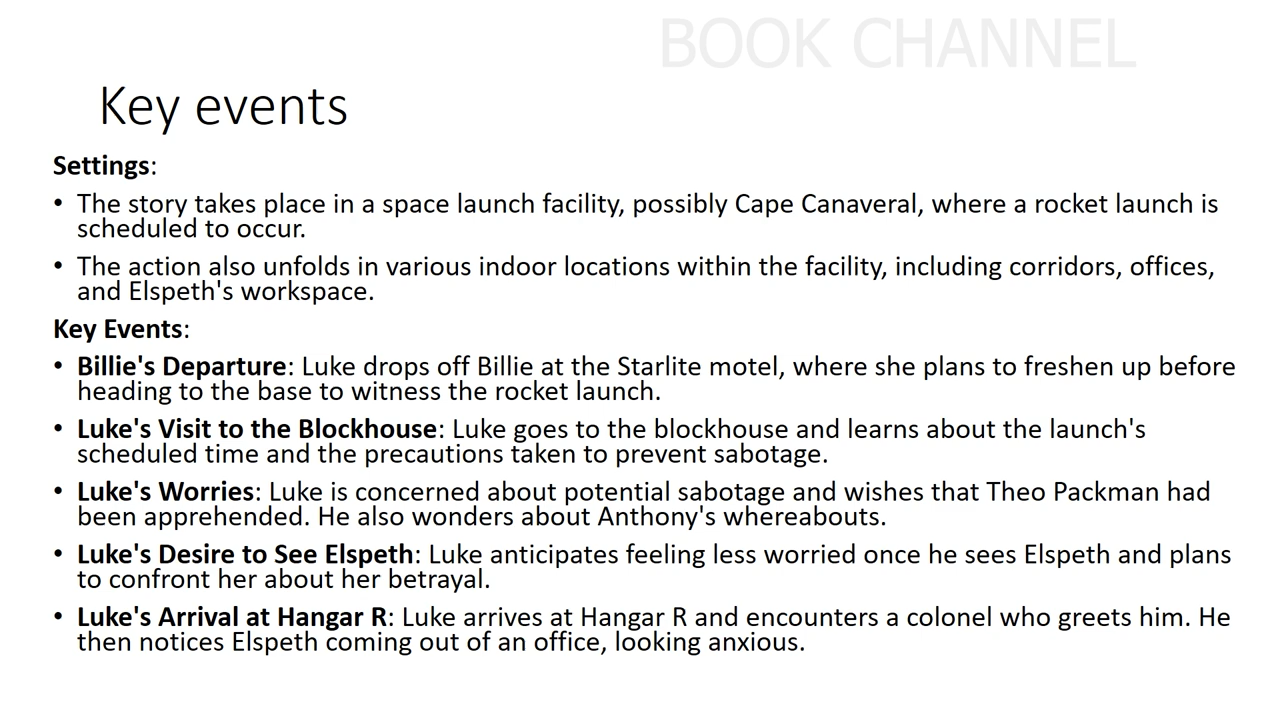 BOOK CHANNEL
Key events
Settings:
• The story takes place in a space launch facility, possibly Cape Canaveral, where a rocket launch is
scheduled to occur.
• The action also unfolds in various indoor locations within the facility, including corridors, offices,
and Elspeth's workspace.
Key Events:
• Billie's Departure: Luke drops off Billie at the Starlite motel, where she plans to freshen up before
heading to the base to witness the rocket launch.
• Luke's Visit to the Blockhouse: Luke goes to the blockhouse and learns about the launch's
scheduled time and the precautions taken to prevent sabotage.
• Luke's Worries: Luke is concerned about potential sabotage and wishes that Theo Packman had
been apprehended. He also wonders about Anthony's whereabouts.
• Luke's Desire to See Elspeth: Luke anticipates feeling less worried once he sees Elspeth and plans
to confront her about her betrayal.
• Luke's Arrival at Hangar R: Luke arrives at Hangar R and encounters a colonel who greets him. He
then notices Elspeth coming out of an office, looking anxious.